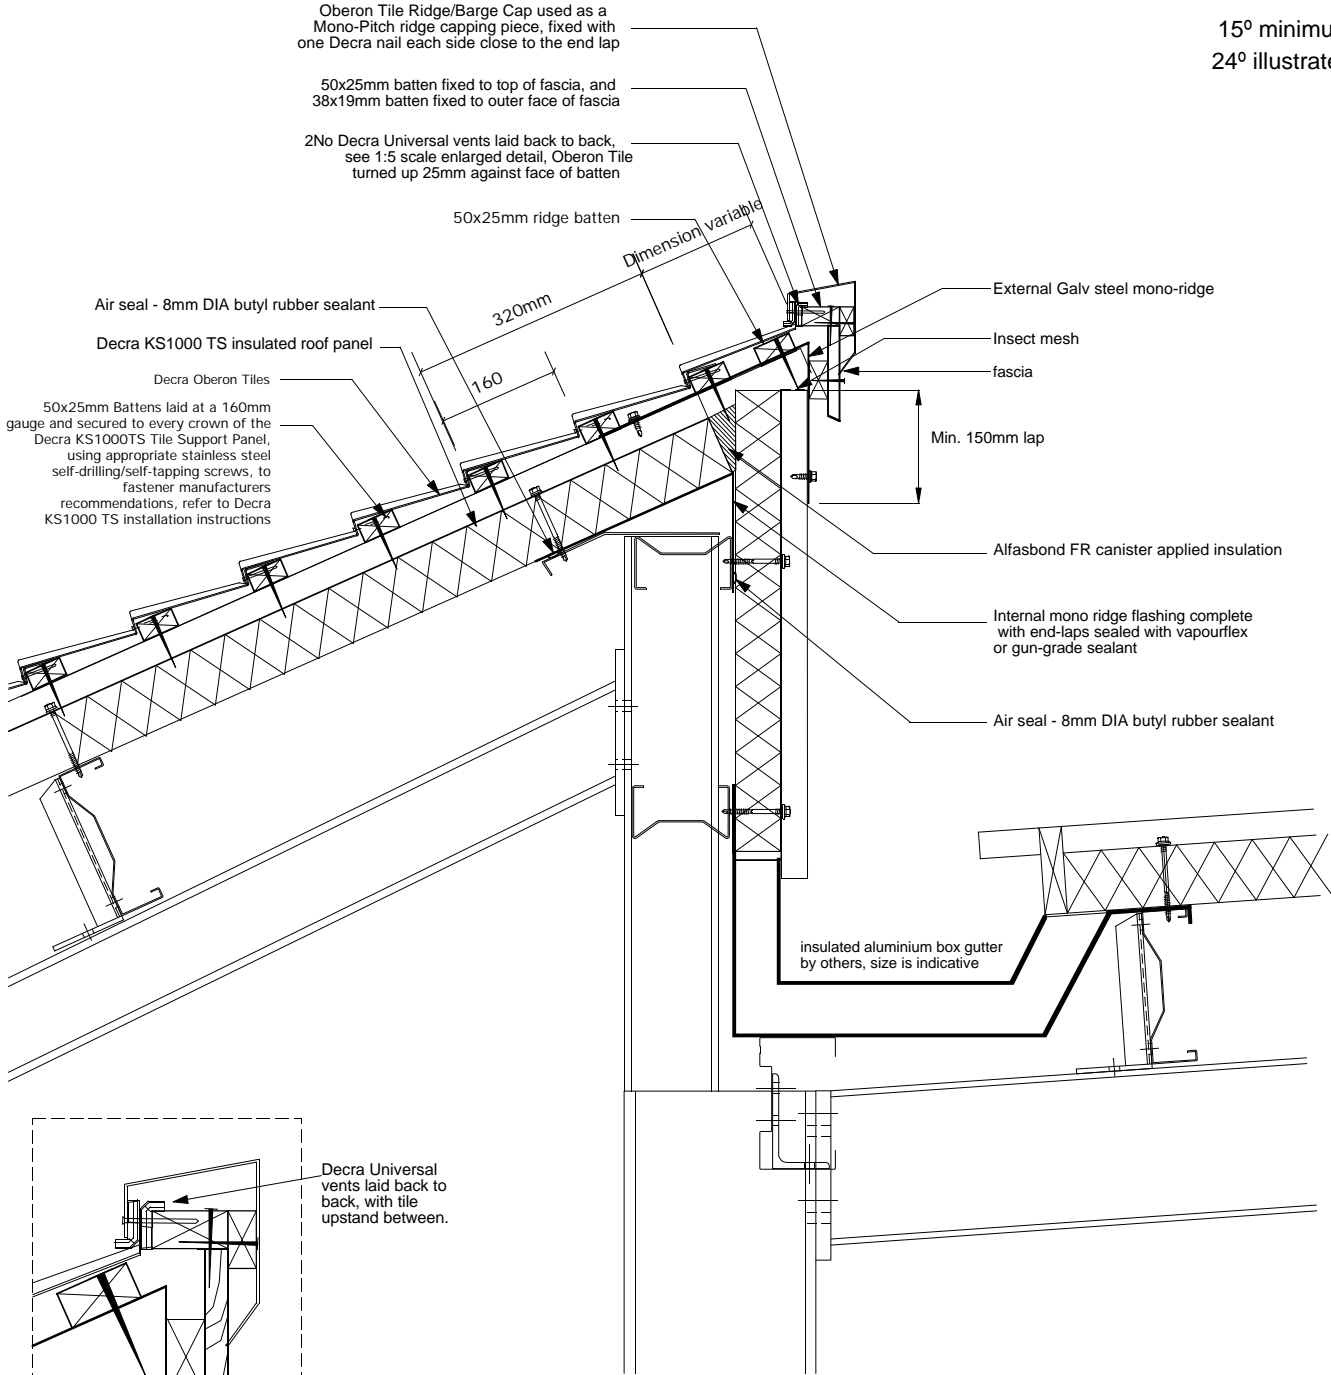 Oberon Tile Ridge/Barge Cap used as a
Mono-Pitch ridge capping piece, fixed with
one Decra nail each side close to the end lap
15º minimu
24º illustrate
50x25mm batten fixed to top of fascia, and
38x19mm batten fixed to outer face of fascia
2No Decra Universal vents laid back to back,
see 1:5 scale enlarged detail, Oberon Tile
turned up 25mm against face of batten
50x25mm ridge batten
Dimension variable
320mm
160
Air seal - 8mm DIA butyl rubber sealant
Decra KS1000 TS insulated roof panel
Decra Oberon Tiles
50x25mm Battens laid at a 160mm
gauge and secured to every crown of the
Decra KS1000TS Tile Support Panel,
using appropriate stainless steel
self-drilling/self-tapping screws, to
fastener manufacturers
recommendations, refer to Decra
KS1000 TS installation instructions
External Galv steel mono-ridge
Insect mesh
fascia
Min. 150mm lap
Alfasbond FR canister applied insulation
Internal mono ridge flashing complete
with end-laps sealed with vapourflex
or gun-grade sealant
Air seal - 8mm DIA butyl rubber sealant
insulated aluminium box gutter
by others, size is indicative
Decra Universal
vents laid back to
back, with tile
upstand between.